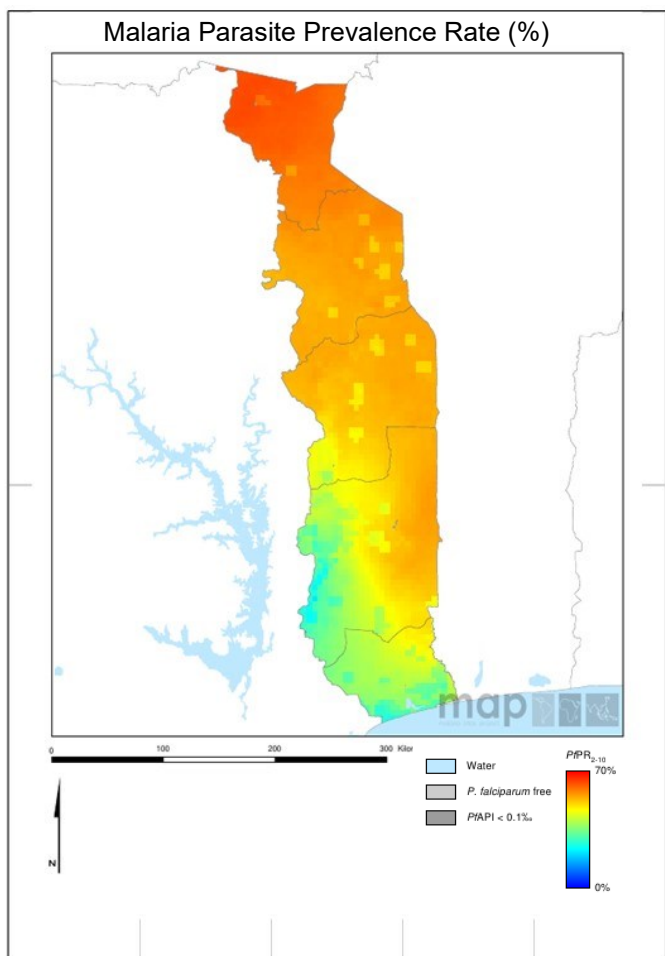 Malaria Parasite Prevalence Rate (%)
map
0 100 200 300 Kilor
Water
P. falciparum free
PfAPI < 0.1‰
PfPR2-10
70%
0%
N